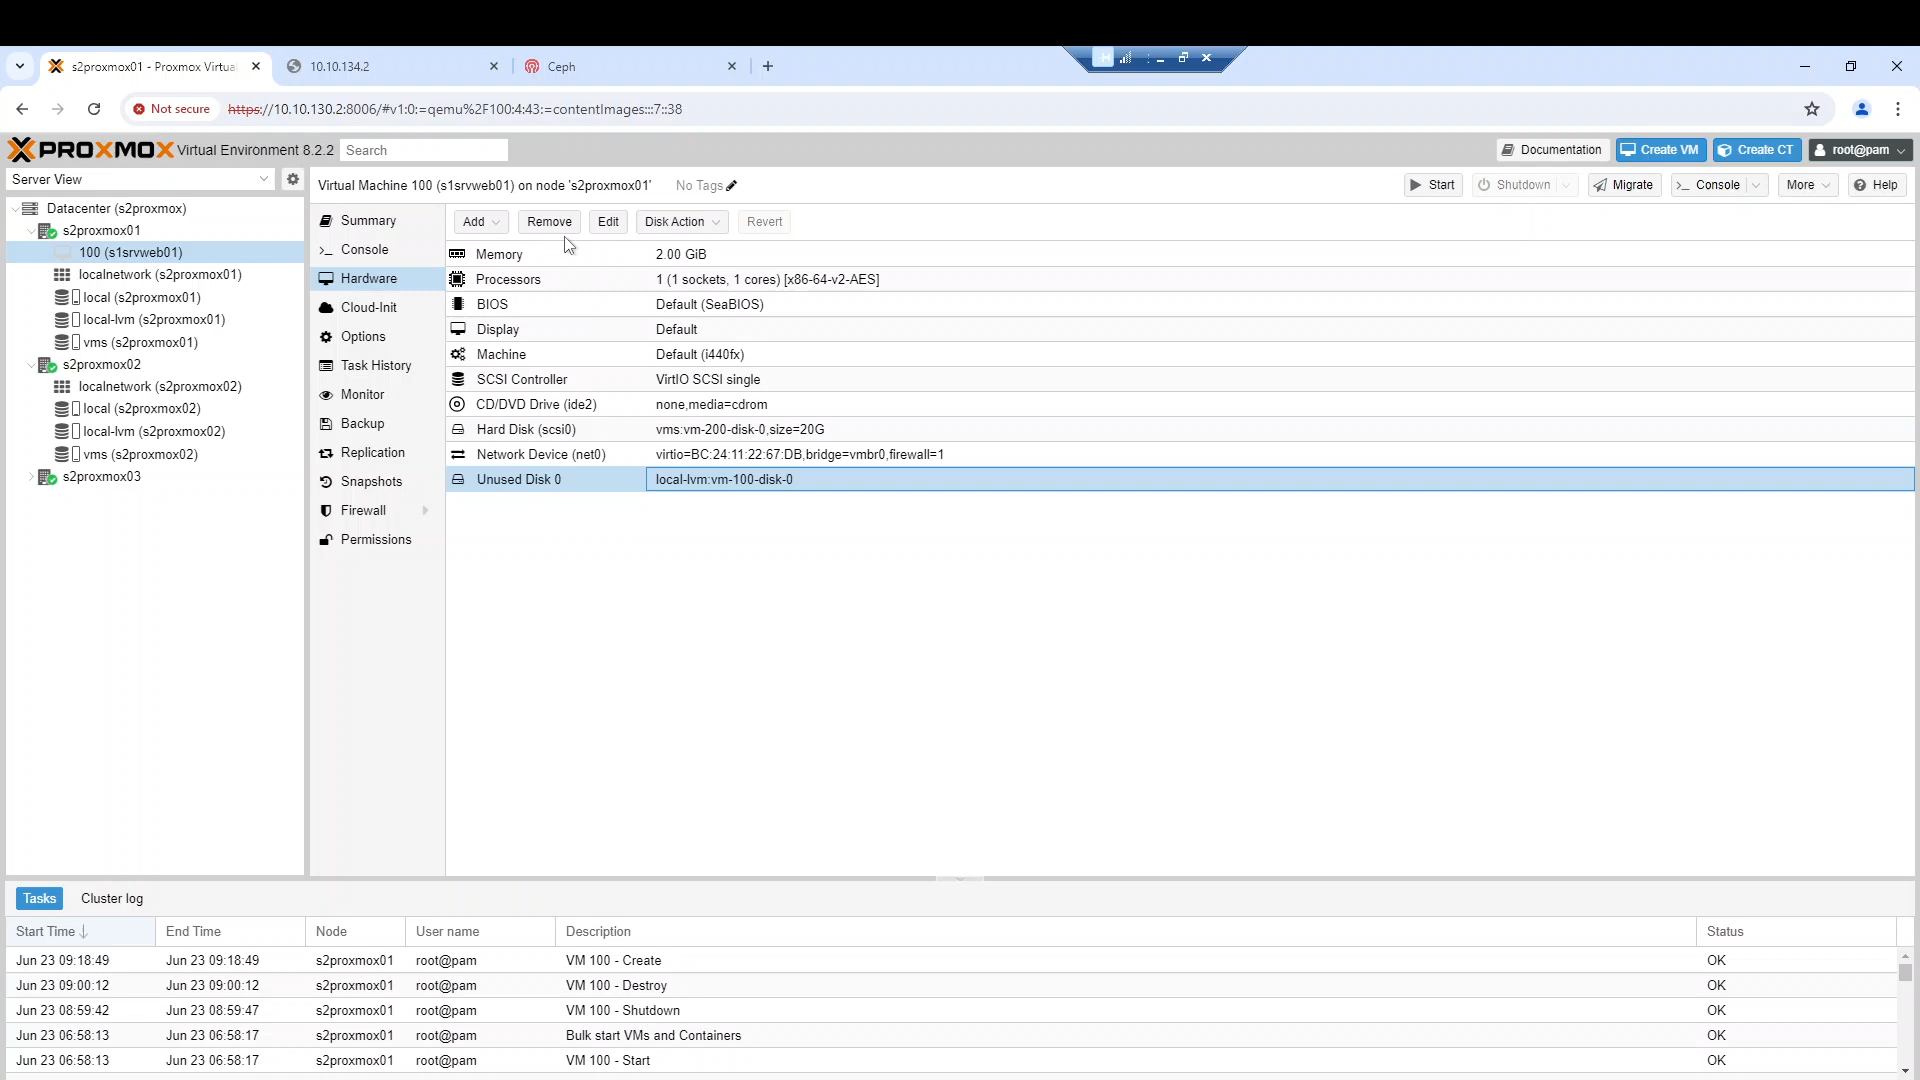 s2proxmox01 - Proxmox Virtua
10.10.134.2
Ceph
Not secure
https://10.10.130.2:8006/#v1:0:=qemu%2F100:4:43:=contentImages:::7::38
PROXMOX Virtual Environment 8.2.2
Search
Documentation
Create VM
Create CT
root@pam
Server View
Virtual Machine 100 (s1srvweb01) on node 's2proxmox01'
No Tags
Start
Shutdown
Migrate
Console
More
Help
Datacenter (s2proxmox)
s2proxmox01
100 (s1srvweb01)
localnetwork (s2proxmox01)
local (s2proxmox01)
local-lvm (s2proxmox01)
vms (s2proxmox01)
s2proxmox02
localnetwork (s2proxmox02)
local (s2proxmox02)
local-lvm (s2proxmox02)
vms (s2proxmox02)
s2proxmox03
Summary
Console
Hardware
Cloud-Init
Options
Task History
Monitor
Backup
Replication
Snapshots
Firewall
Permissions
Add
Remove
Edit
Disk Action
Revert
Memory 2.00 GiB
Processors 1 (1 sockets, 1 cores) [x86-64-v2-AES]
BIOS Default (SeaBIOS)
Display Default
Machine Default (i440fx)
SCSI Controller VirtIO SCSI single
CD/DVD Drive (ide2) none,media=cdrom
Hard Disk (scsi0) vms:vm-200-disk-0,size=20G
Network Device (net0) virtio=BC:24:11:22:67:DB,bridge=vmbr0,firewall=1
Unused Disk 0 local-lvm:vm-100-disk-0
Tasks
Cluster log
Start Time End Time Node User name Description Status
Jun 23 09:18:49 Jun 23 09:18:49 s2proxmox01 root@pam VM 100 - Create OK
Jun 23 09:00:12 Jun 23 09:00:12 s2proxmox01 root@pam VM 100 - Destroy OK
Jun 23 08:59:42 Jun 23 08:59:47 s2proxmox01 root@pam VM 100 - Shutdown OK
Jun 23 06:58:13 Jun 23 06:58:17 s2proxmox01 root@pam Bulk start VMs and Containers OK
Jun 23 06:58:13 Jun 23 06:58:17 s2proxmox01 root@pam VM 100 - Start OK